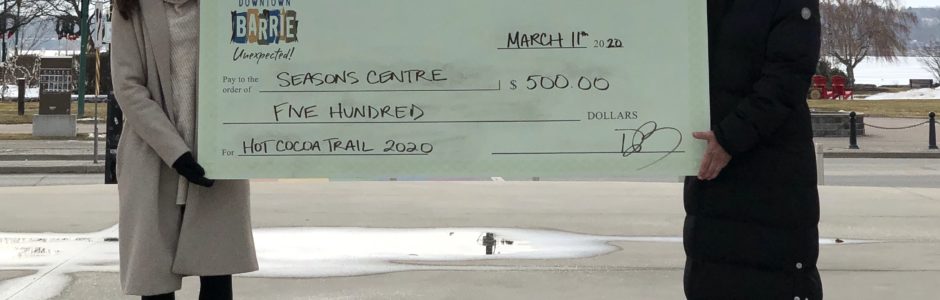 DOWNTOWN
BARRIE
Unexpected!
MARCH 11th 2020
Pay to the order of SEASONS CENTRE $ 500.00
FIVE HUNDRED DOLLARS
For HOT COCOA TRAIL 2020